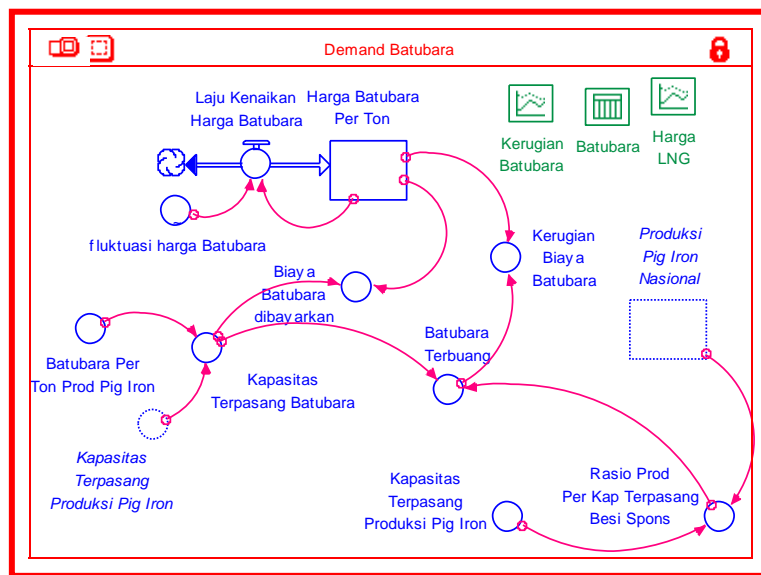 Demand Batubara
Laju Kenaikan
Harga Batubara
Harga Batubara
Per Ton
Kerugian
Batubara
Batubara
Harga
LNG
fluktuasi harga Batubara
Kerugian
Biaya
Batubara
Produksi
Pig Iron
Nasional
Biaya
Batubara
dibayarkan
Batubara
Terbuang
Batubara Per
Ton Prod Pig Iron
Kapasitas
Terpasang Batubara
Kapasitas
Terpasang
Produksi Pig Iron
Kapasitas
Terpasang
Produksi Pig Iron
Rasio Prod
Per Kap Terpasang
Besi Spons